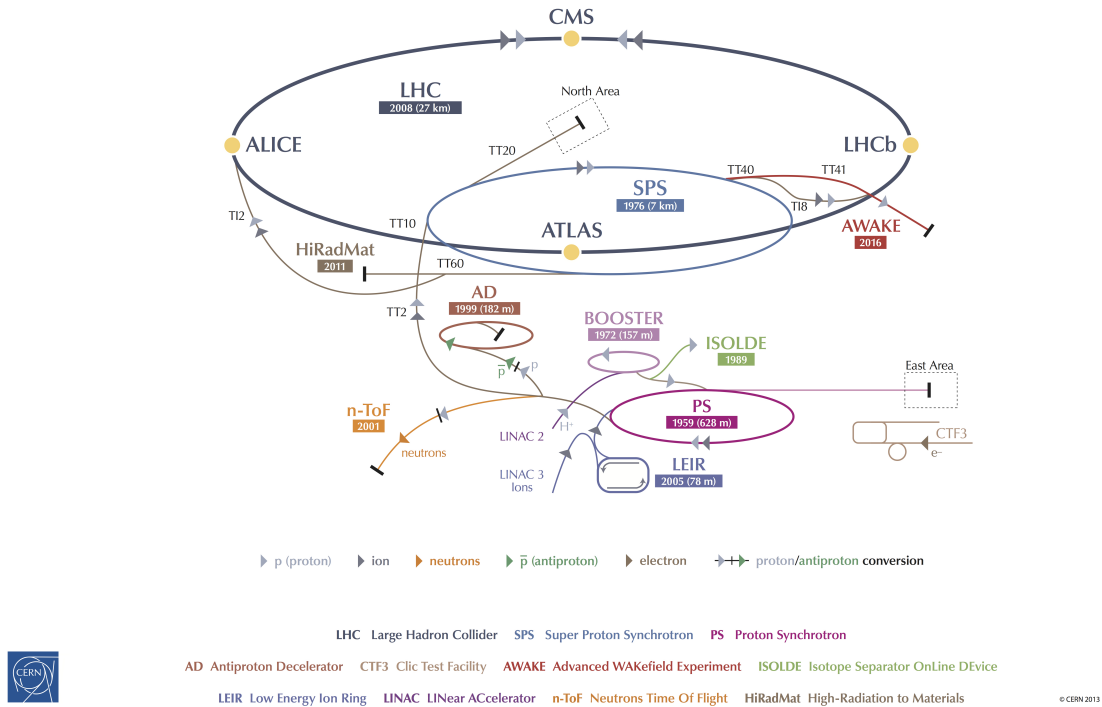 CMS
LHC
2008 (27 km)
North Area
ALICE
LHCb
TT20
TT40
TT41
SPS
1976 (7 km)
TI8
TI2
TT10
ATLAS
AWAKE
2016
HiRadMat
2011
TT60
AD
1999 (182 m)
TT2
BOOSTER
1972 (157 m)
ISOLDE
1989
p
p̅
East Area
n-ToF
2001
PS
1959 (628 m)
H⁺
LINAC 2
CTF3
neutrons
e⁻
LEIR
2005 (78 m)
LINAC 3
Ions
p (proton) ion neutrons p̅ (antiproton) electron proton/antiproton conversion
LHC Large Hadron Collider SPS Super Proton Synchrotron PS Proton Synchrotron
AD Antiproton Decelerator CTF3 Clic Test Facility AWAKE Advanced WAKefield Experiment ISOLDE Isotope Separator OnLine DEvice
LEIR Low Energy Ion Ring LINAC LINear ACcelerator n-ToF Neutrons Time Of Flight HiRadMat High-Radiation to Materials
CERN
© CERN 2013